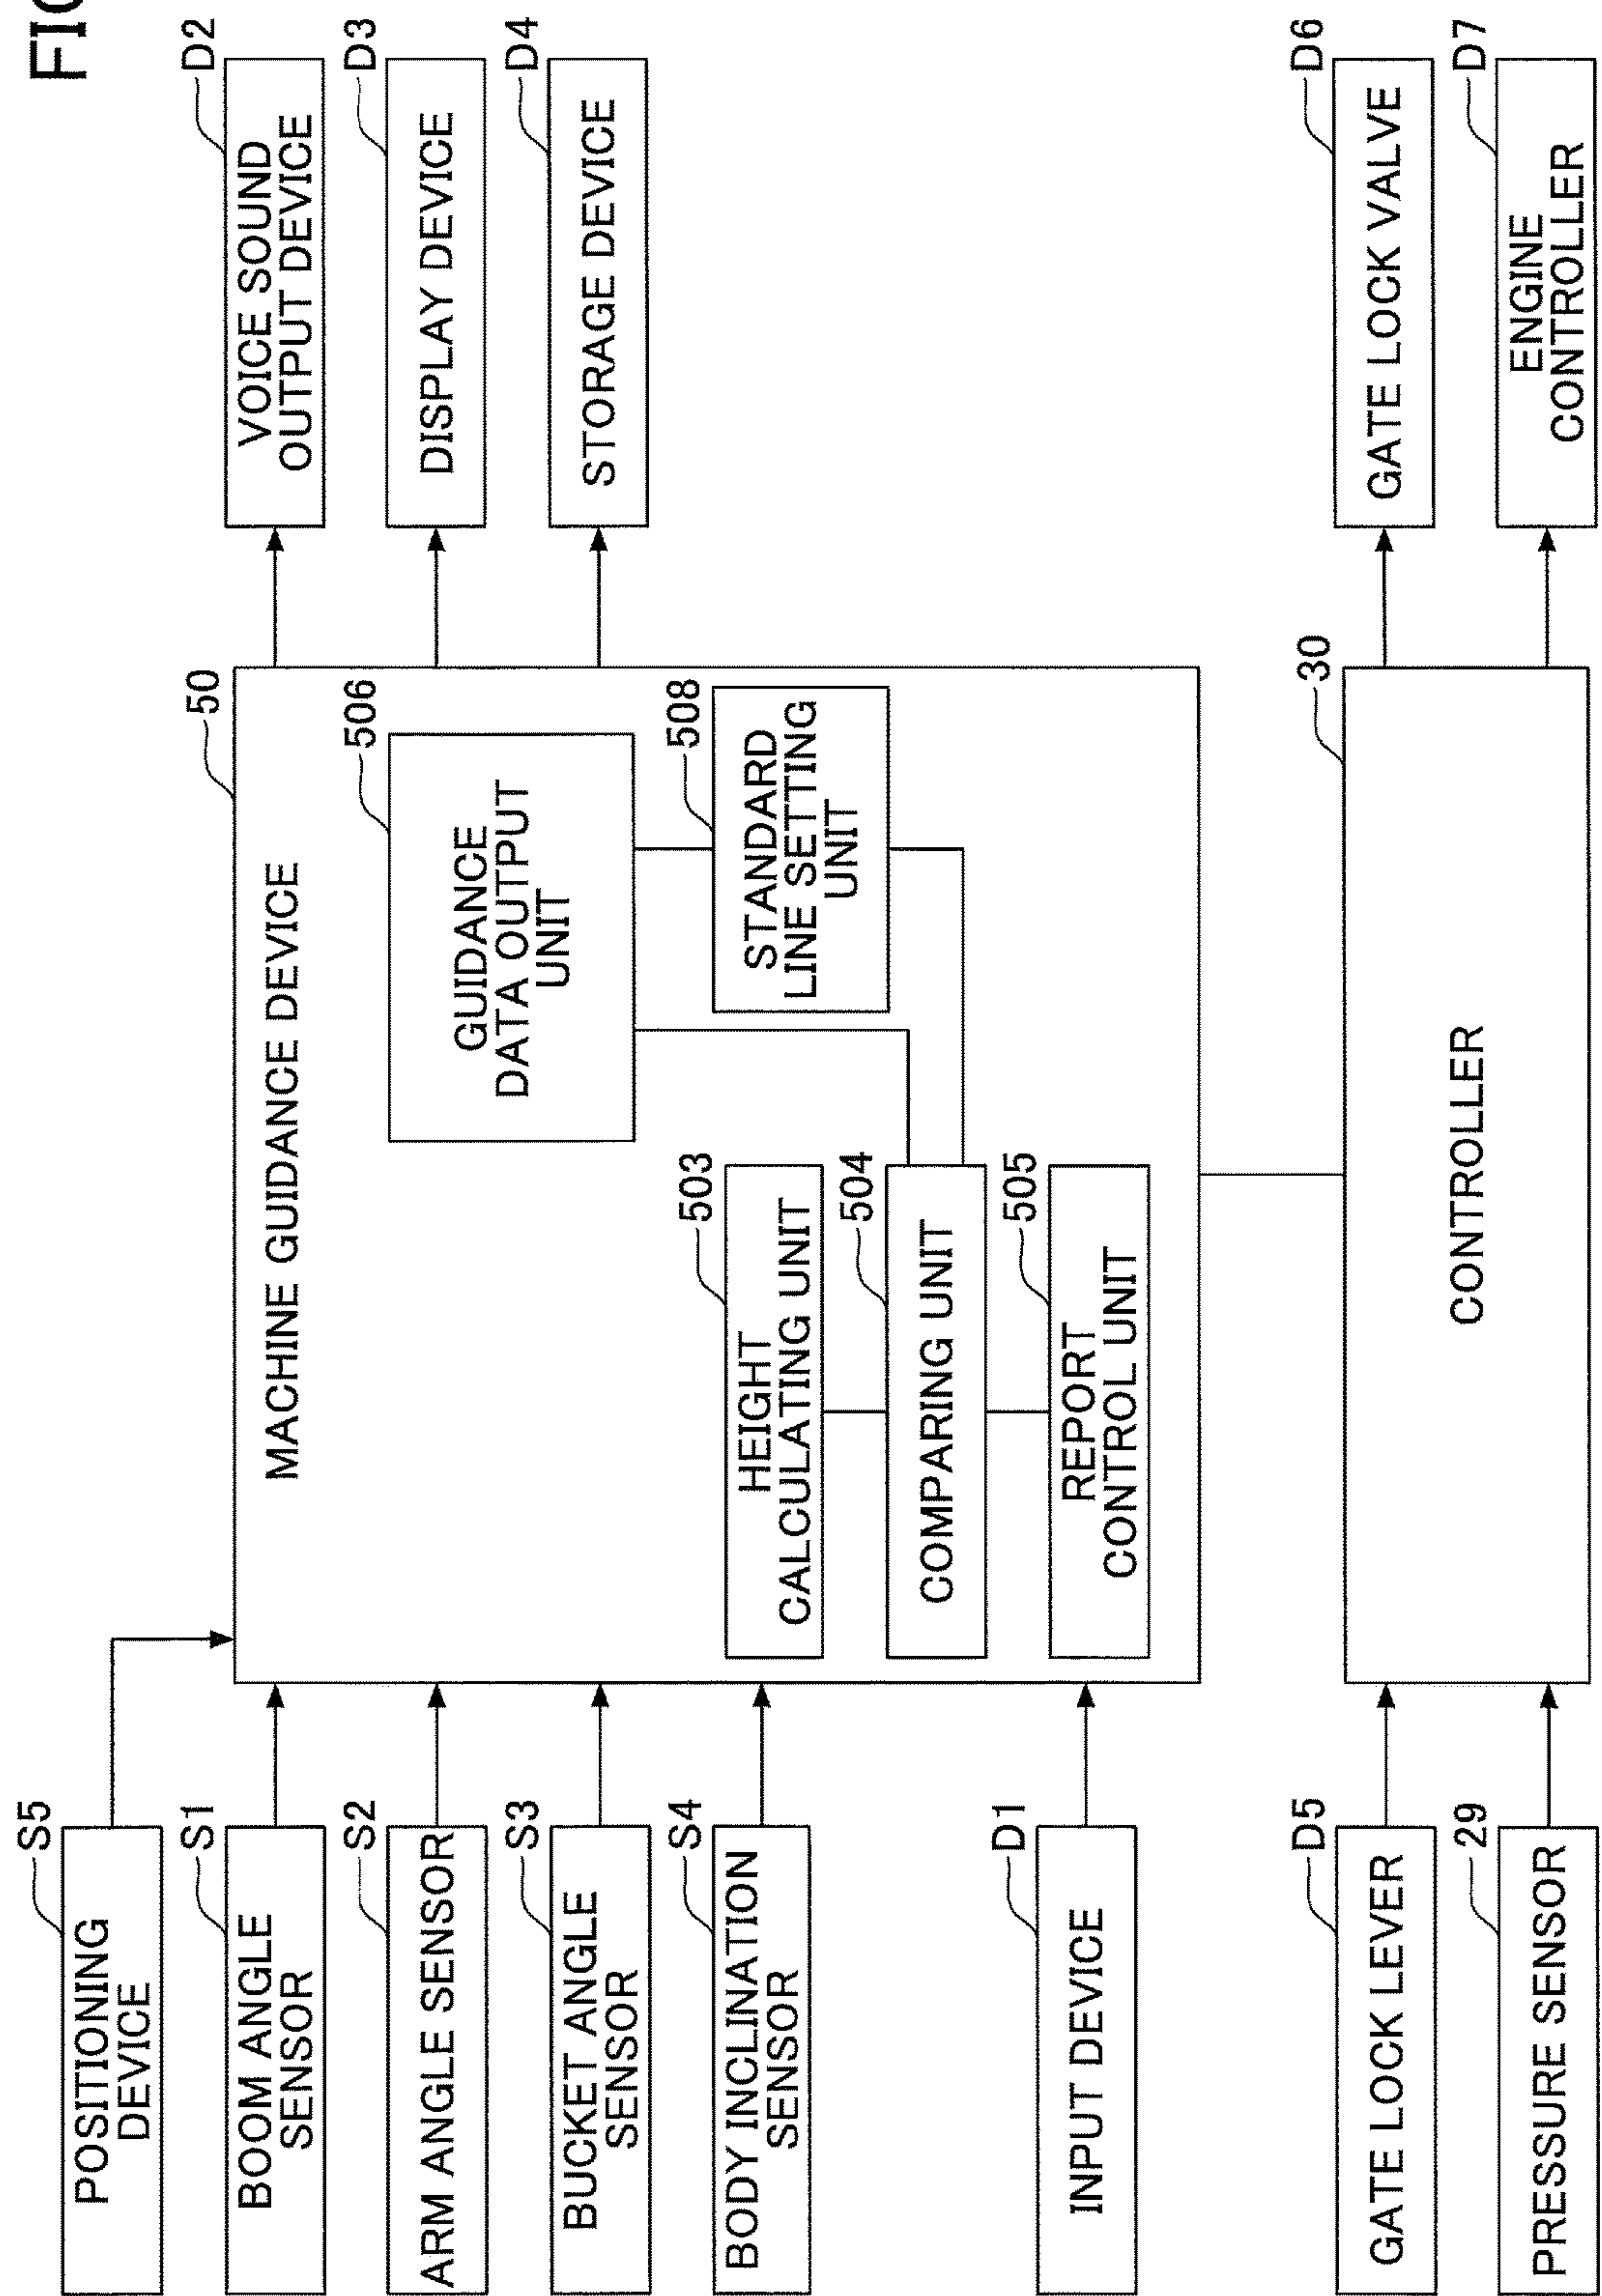 FIG
S5
POSITIONING
DEVICE
S1
BOOM ANGLE
SENSOR
S2
ARM ANGLE SENSOR
S3
BUCKET ANGLE
SENSOR
S4
BODY INCLINATION
SENSOR
D1
INPUT DEVICE
D5
GATE LOCK LEVER
29
PRESSURE SENSOR
50
MACHINE GUIDANCE DEVICE
506
GUIDANCE
DATA OUTPUT
UNIT
508
STANDARD
LINE SETTING
UNIT
503
HEIGHT
CALCULATING UNIT
504
COMPARING UNIT
505
REPORT
CONTROL UNIT
30
CONTROLLER
D2
VOICE SOUND
OUTPUT DEVICE
D3
DISPLAY DEVICE
D4
STORAGE DEVICE
D6
GATE LOCK VALVE
D7
ENGINE
CONTROLLER